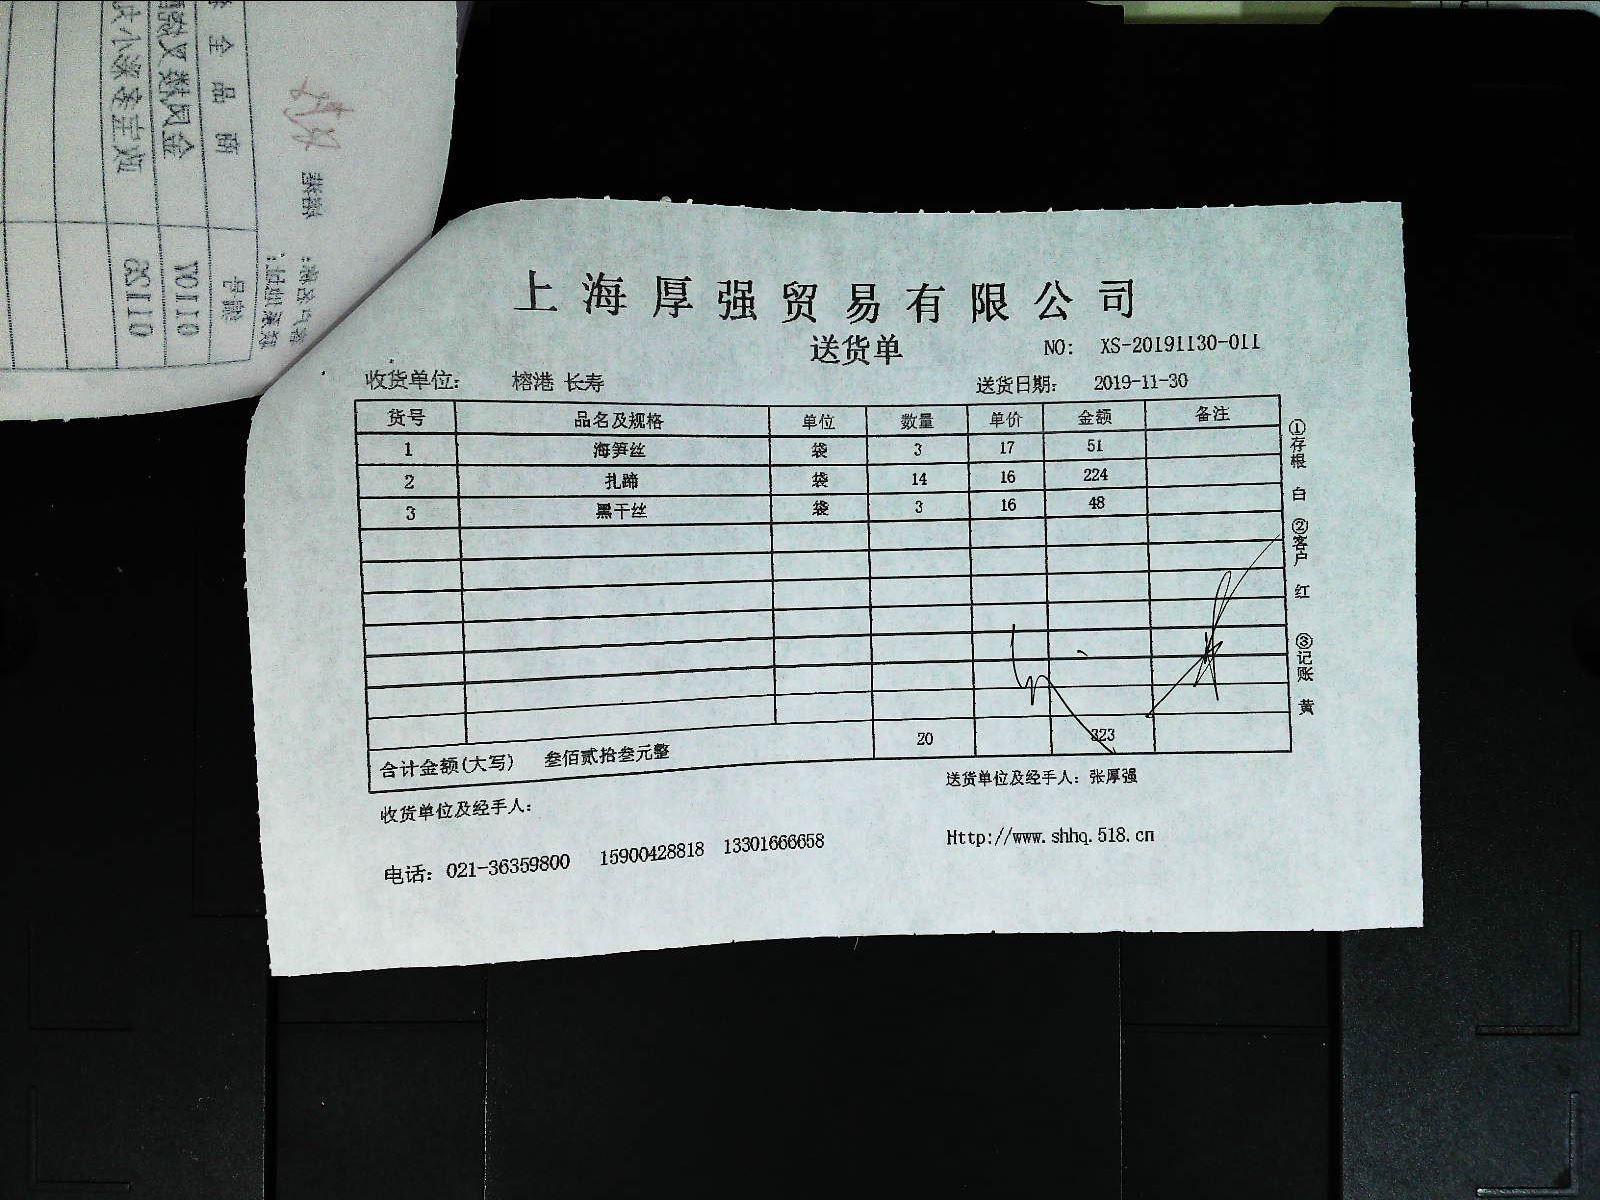 上海厚强贸易有限公司
送货单
NO: XS-20191130-011
收货单位: 榕港 长寿 送货日期: 2019-11-30
货号 品名及规格 单位 数量 单价 金额 备注
1 海笋丝 袋 3 17 51
2 扎蹄 袋 14 16 224
3 黑干丝 袋 3 16 48
合计金额(大写) 叁佰贰拾叁元整 20 323
收货单位及经手人: 送货单位及经手人: 张厚强
电话: 021-36359800 15900428818 13301666658 Http://www.shhq.518.cn
①存根 白 ②客户 红 ③记账 黄